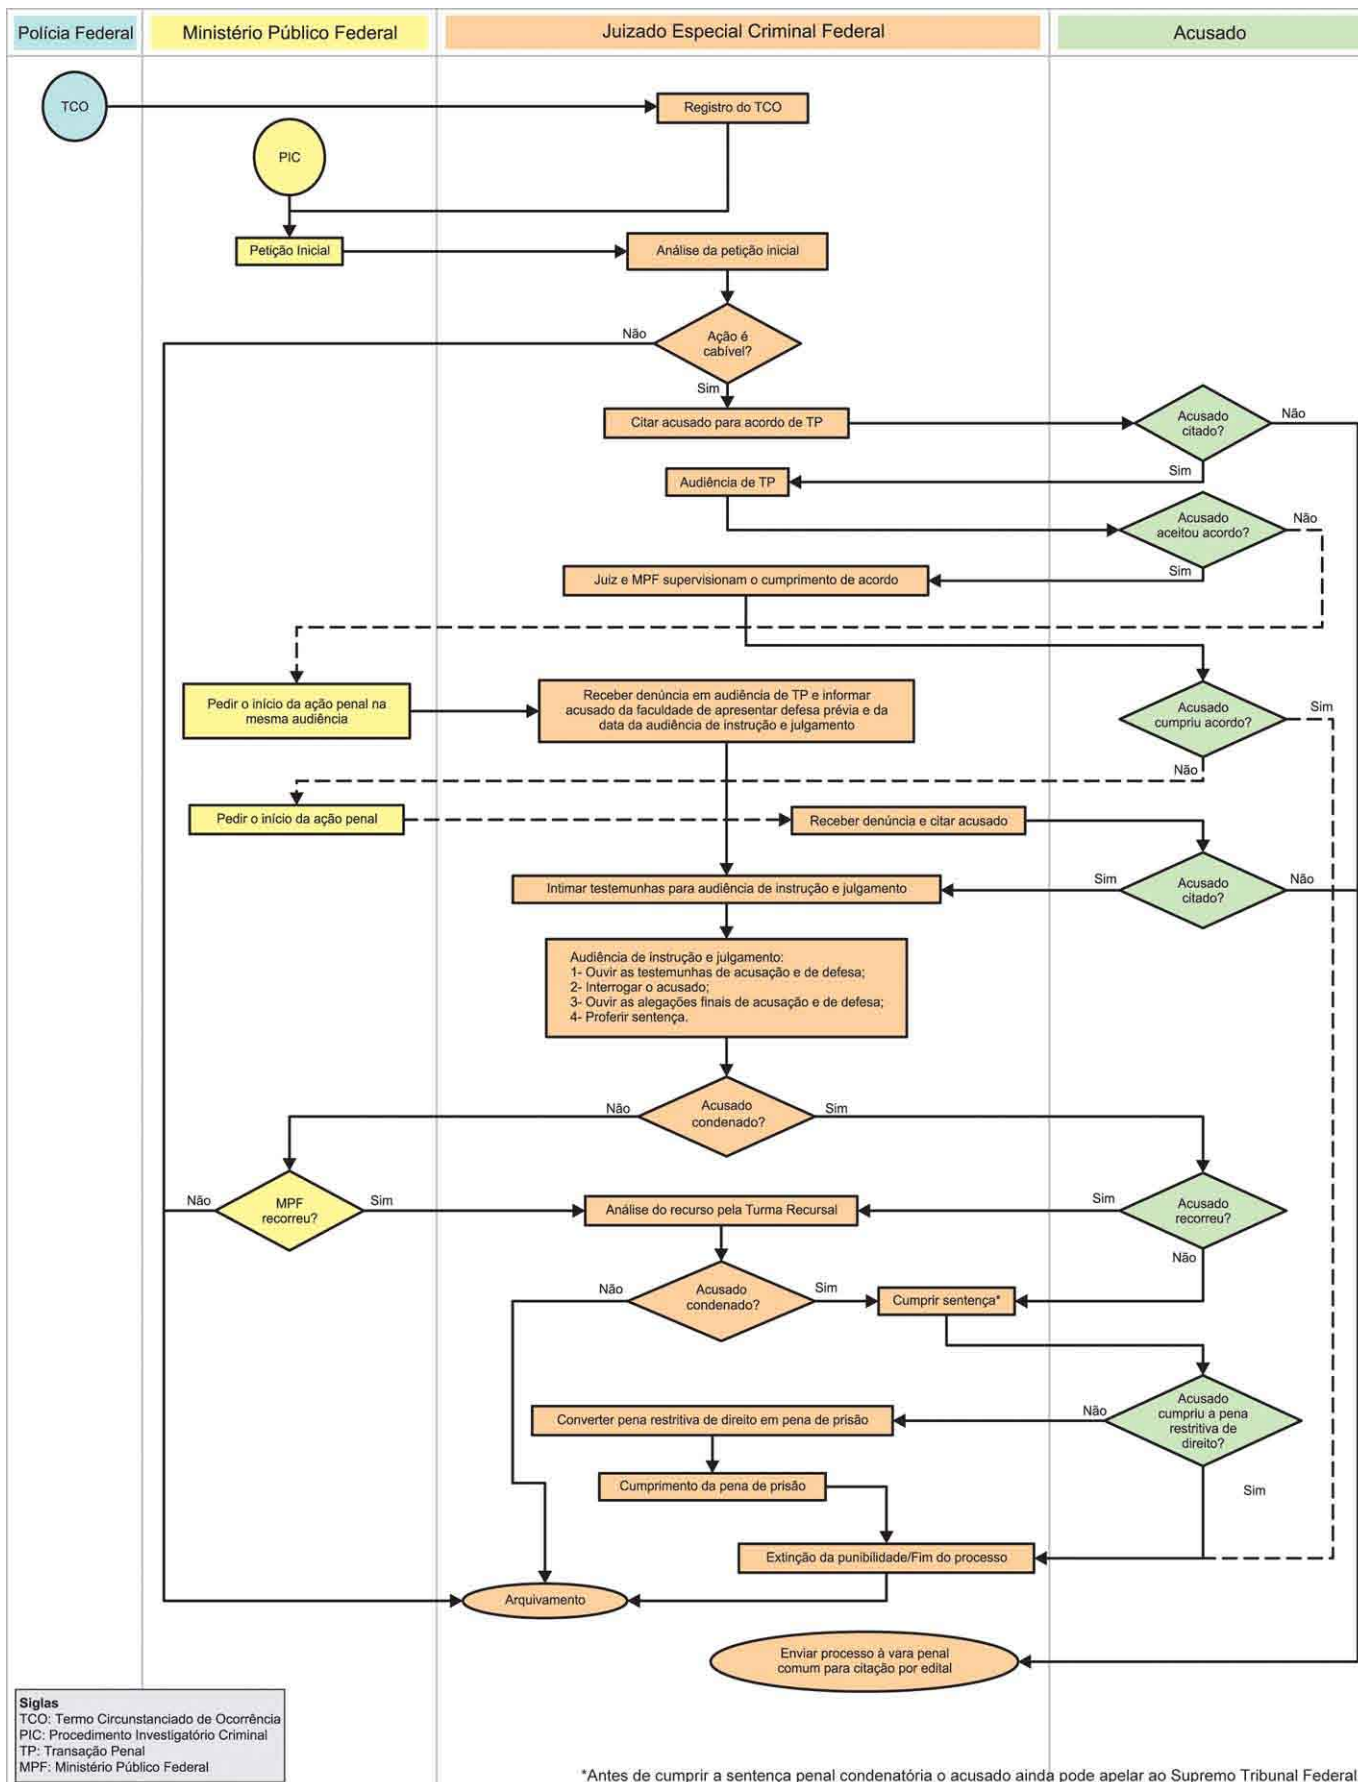 Polícia Federal
Ministério Público Federal
Juizado Especial Criminal Federal
Acusado
TCO
Registro do TCO
PIC
Petição Inicial
Análise da petição inicial
Não
Ação é
cabível?
Sim
Citar acusado para acordo de TP
Acusado
citado?
Não
Sim
Audiência de TP
Acusado
aceitou acordo?
Não
Sim
Juiz e MPF supervisionam o cumprimento de acordo
Pedir o início da ação penal na
mesma audiência
Receber denúncia em audiência de TP e informar
acusado da faculdade de apresentar defesa prévia e da
data da audiência de instrução e julgamento
Acusado
cumpriu acordo?
Sim
Não
Pedir o início da ação penal
Receber denúncia e citar acusado
Intimar testemunhas para audiência de instrução e julgamento
Sim
Acusado
citado?
Não
Audiência de instrução e julgamento:
1- Ouvir as testemunhas de acusação e de defesa;
2- Interrogar o acusado;
3- Ouvir as alegações finais de acusação e de defesa;
4- Proferir sentença.
Não
Acusado
condenado?
Sim
Não
MPF
recorreu?
Sim
Análise do recurso pela Turma Recursal
Sim
Acusado
recorreu?
Não
Não
Acusado
condenado?
Sim
Cumprir sentença*
Converter pena restritiva de direito em pena de prisão
Não
Acusado
cumpriu a pena
restritiva de
direito?
Cumprimento da pena de prisão
Sim
Extinção da punibilidade/Fim do processo
Arquivamento
Enviar processo à vara penal
comum para citação por edital
Siglas
TCO: Termo Circunstanciado de Ocorrência
PIC: Procedimento Investigatório Criminal
TP: Transação Penal
MPF: Ministério Público Federal
*Antes de cumprir a sentença penal condenatória o acusado ainda pode apelar ao Supremo Tribunal Federal